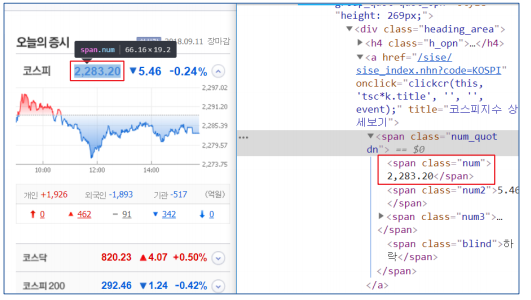 오늘의 증시
2018.09.11 장마감
span.num 66.16×19.2
코스피 2,283.20 ▼5.46 -0.24%
2,297.02
2,291.20
2,285.39
2,279.57
2,273.75
10:00 12:00 14:00
개인 +1,926 외국인 -1,893 기관 -517 (억원)
↑ 0 ▲ 462 − 91 ▼ 342 ↓ 0
코스닥 820.23 ▲4.07 +0.50%
코스피200 292.46 ▼1.24 -0.42%
"height: 269px;">
▼<div class="heading_area">
▶<h4 class="h_opn">…</h4>
▼<a href="/sise/
sise_index.nhn?code=KOSPI"
onclick="clickcr(this,
'tsc*k.title', '', '',
event);" title="코스피지수 상
세보기">
… ▼<span class="num_quot
dn"> == $0
<span class="num">
2,283.20</span>
<span class="num2">5.46
</span>
▶<span class="num3">…
</span>
<span class="blind">하
락</span>
</span>
</a>